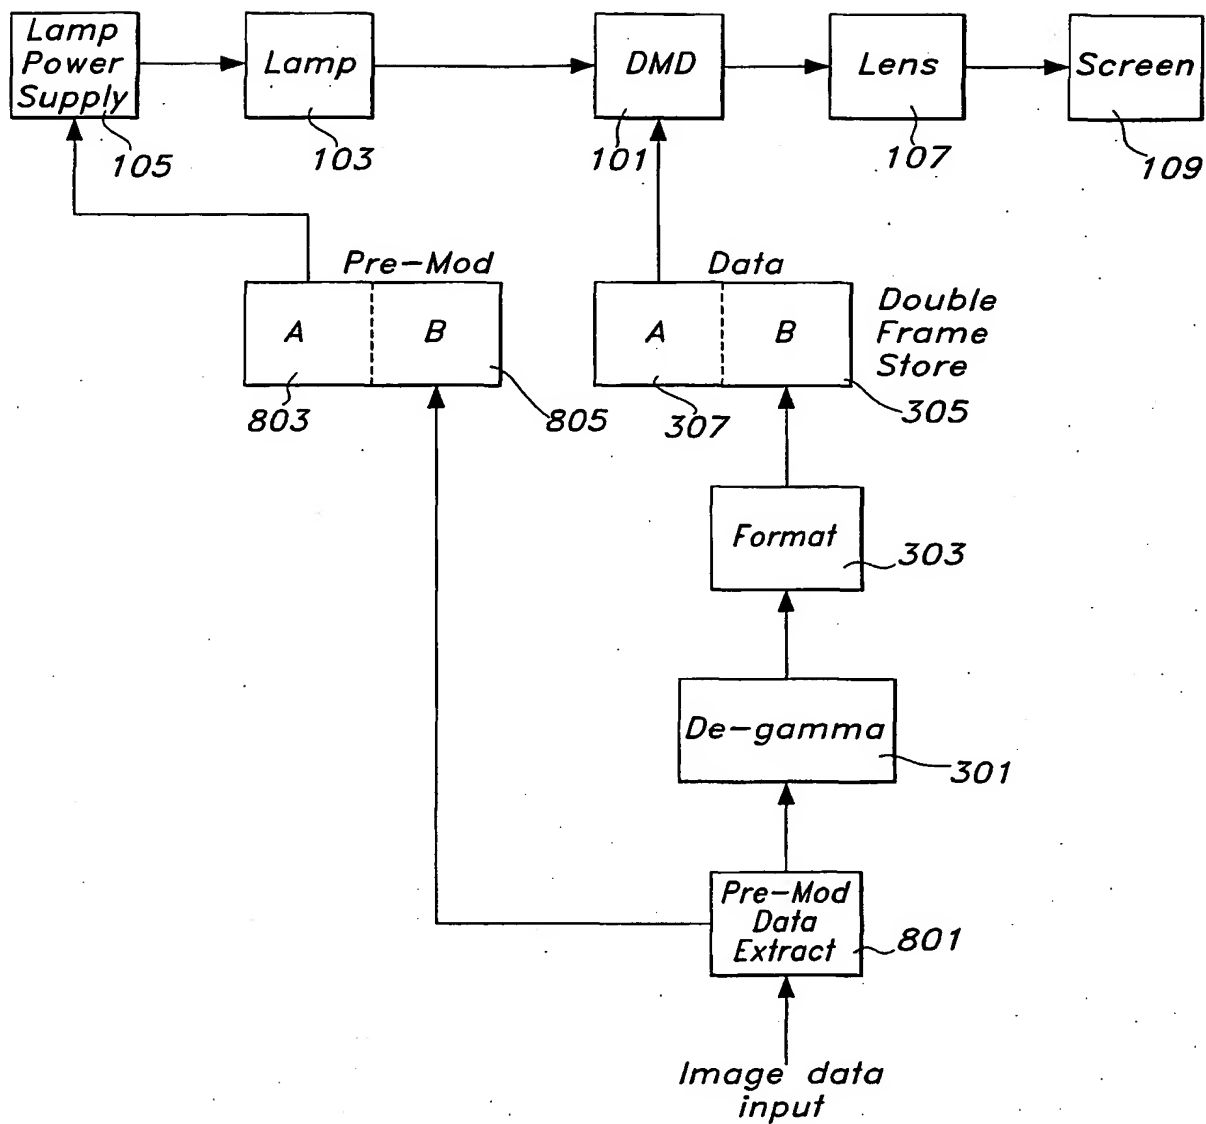 Lamp
Power
Supply
Lamp
DMD
Lens
Screen
105
103
101
107
109
Pre-Mod
Data
A
B
A
B
Double
Frame
Store
803
805
307
305
Format
303
De-gamma
301
Pre-Mod
Data
Extract
801
Image data
input